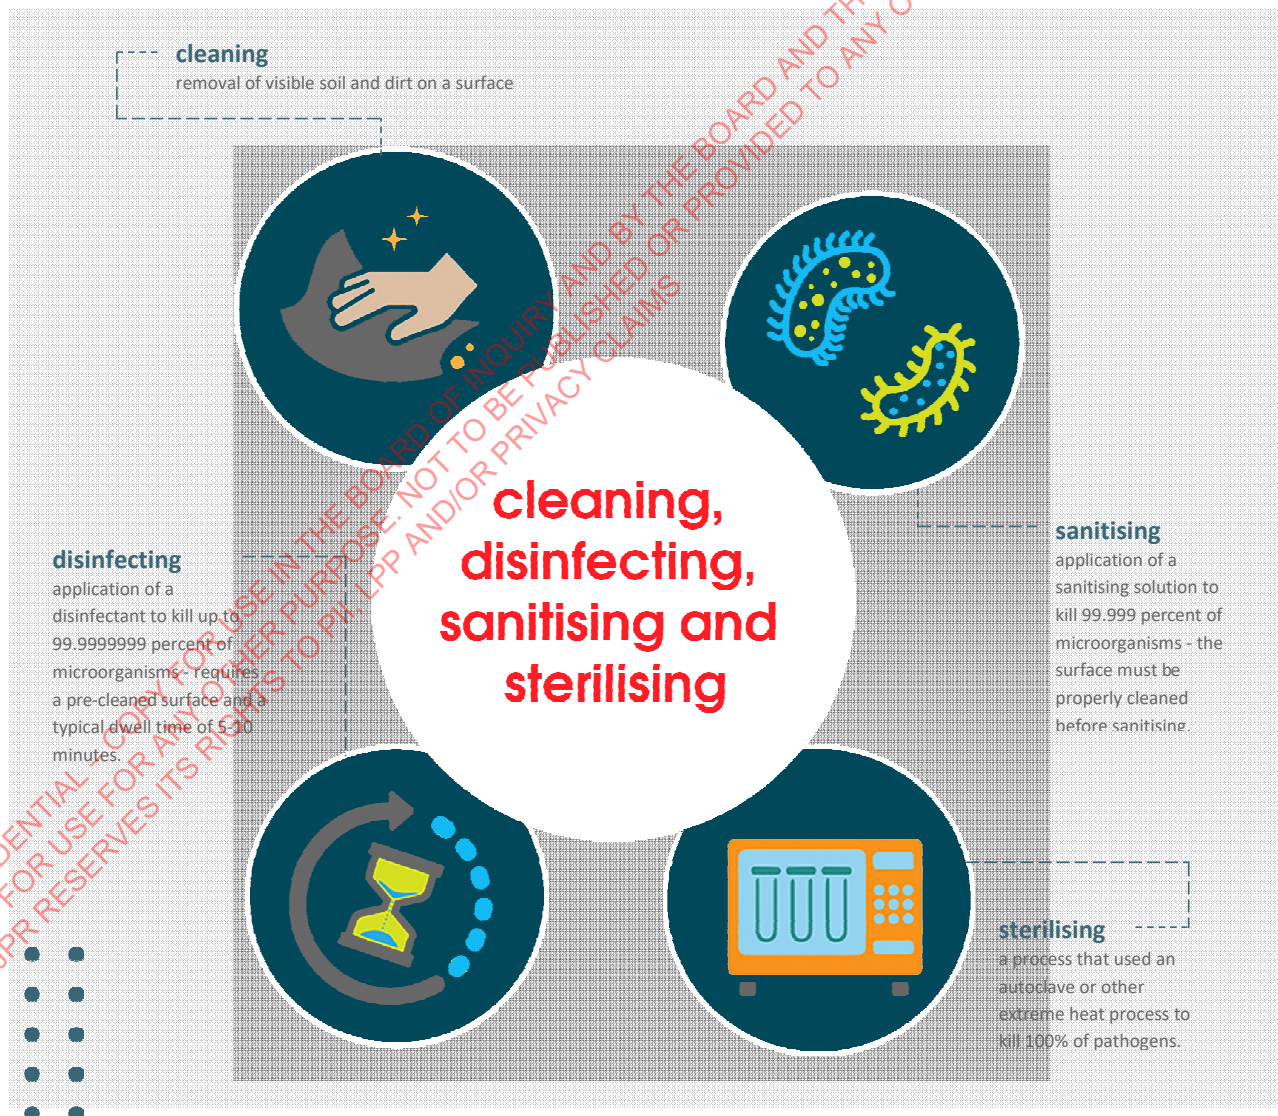 cleaning
removal of visible soil and dirt on a surface
cleaning,
disinfecting,
sanitising and
sterilising
sanitising
application of a
sanitising solution to
kill 99.999 percent of
microorganisms - the
surface must be
properly cleaned
before sanitising.
disinfecting
application of a
disinfectant to kill up to
99.9999999 percent of
microorganisms - requires
a pre-cleaned surface and a
typical dwell time of 5-10
minutes.
sterilising
a process that used an
autoclave or other
extreme heat process to
kill 100% of pathogens.
- COPY FOR USE IN THE BOARD OF INQUIRY AND BY THE BOARD AND
FOR USE FOR ANY OTHER PURPOSE. NOT TO BE PUBLISHED OR PROVIDED TO ANY
RESERVES ITS RIGHTS TO PII, LPP AND/OR PRIVACY CLAIMS